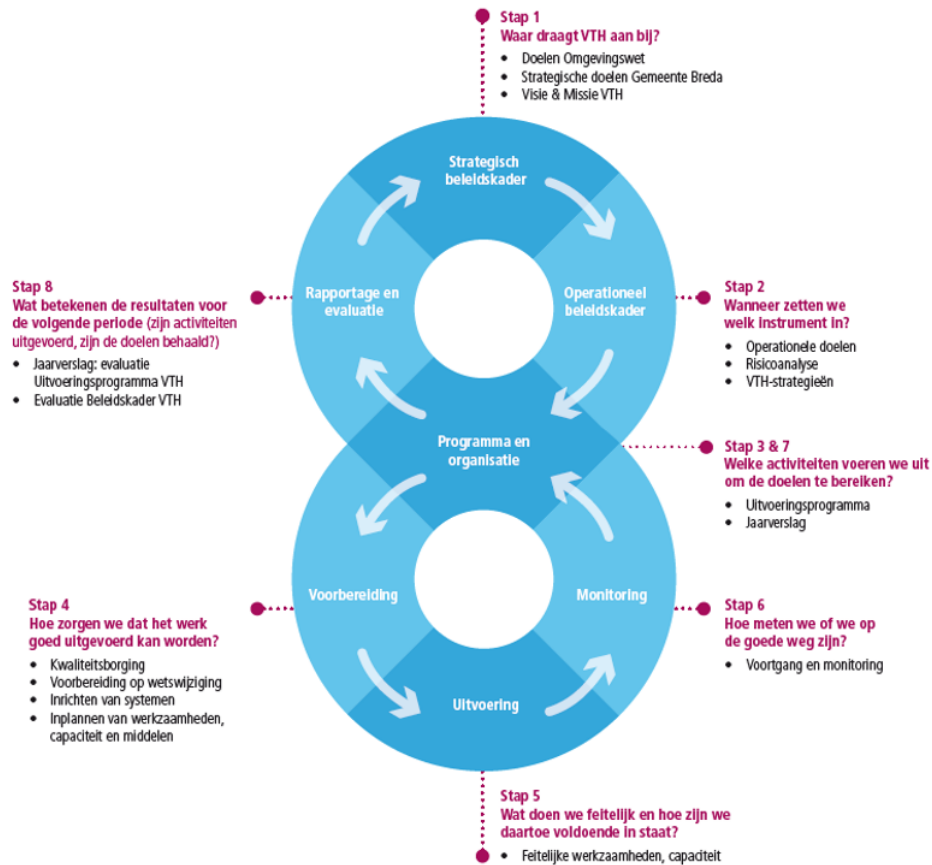 Stap 1
Waar draagt VTH aan bij?
• Doelen Omgevingswet
• Strategische doelen Gemeente Breda
• Visie & Missie VTH
Strategisch
beleidskader
Rapportage en
evaluatie
Operationeel
beleidskader
Stap 8
Wat betekenen de resultaten voor
de volgende periode (zijn activiteiten
uitgevoerd, zijn de doelen behaald?)
• Jaarverslag: evaluatie
Uitvoeringsprogramma VTH
• Evaluatie Beleidskader VTH
Stap 2
Wanneer zetten we
welk instrument in?
• Operationele doelen
• Risicoanalyse
• VTH-strategieën
Programma en
organisatie
Stap 3 & 7
Welke activiteiten voeren we uit
om de doelen te bereiken?
• Uitvoeringsprogramma
• Jaarverslag
Voorbereiding
Monitoring
Stap 4
Hoe zorgen we dat het werk
goed uitgevoerd kan worden?
• Kwaliteitsborging
• Voorbereiding op wetswijziging
• Inrichten van systemen
• Inplannen van werkzaamheden,
capaciteit en middelen
Stap 6
Hoe meten we of we op
de goede weg zijn?
• Voortgang en monitoring
Uitvoering
Stap 5
Wat doen we feitelijk en hoe zijn we
daartoe voldoende in staat?
• Feitelijke werkzaamheden, capaciteit